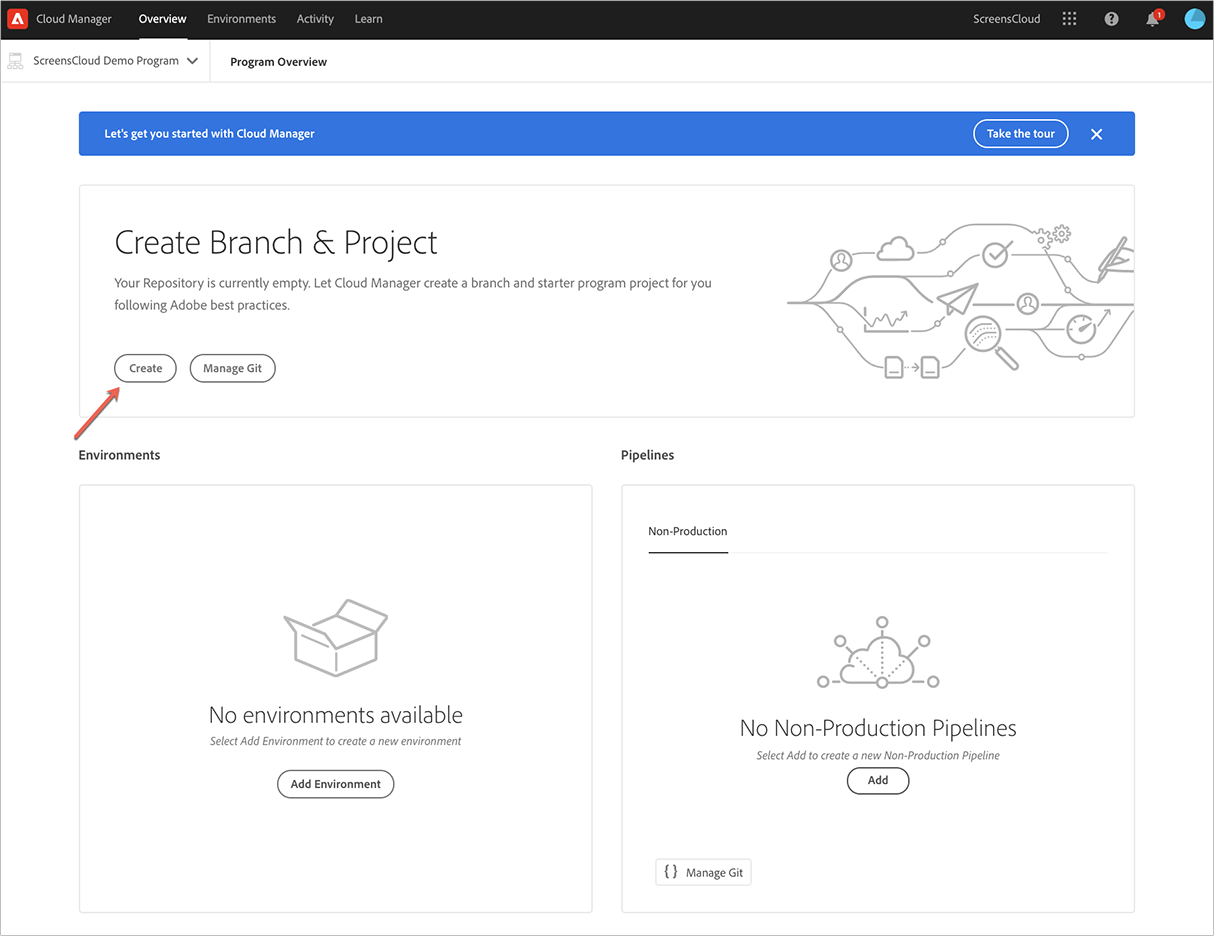 Cloud Manager Overview Environments Activity Learn ScreensCloud 1
ScreensCloud Demo Program Program Overview
Let's get you started with Cloud Manager Take the tour
Create Branch & Project
Your Repository is currently empty. Let Cloud Manager create a branch and starter program project for you
following Adobe best practices.
Create Manage Git
Environments
No environments available
Select Add Environment to create a new environment
Add Environment
Pipelines
Non-Production
No Non-Production Pipelines
Select Add to create a new Non-Production Pipeline
Add
{ } Manage Git